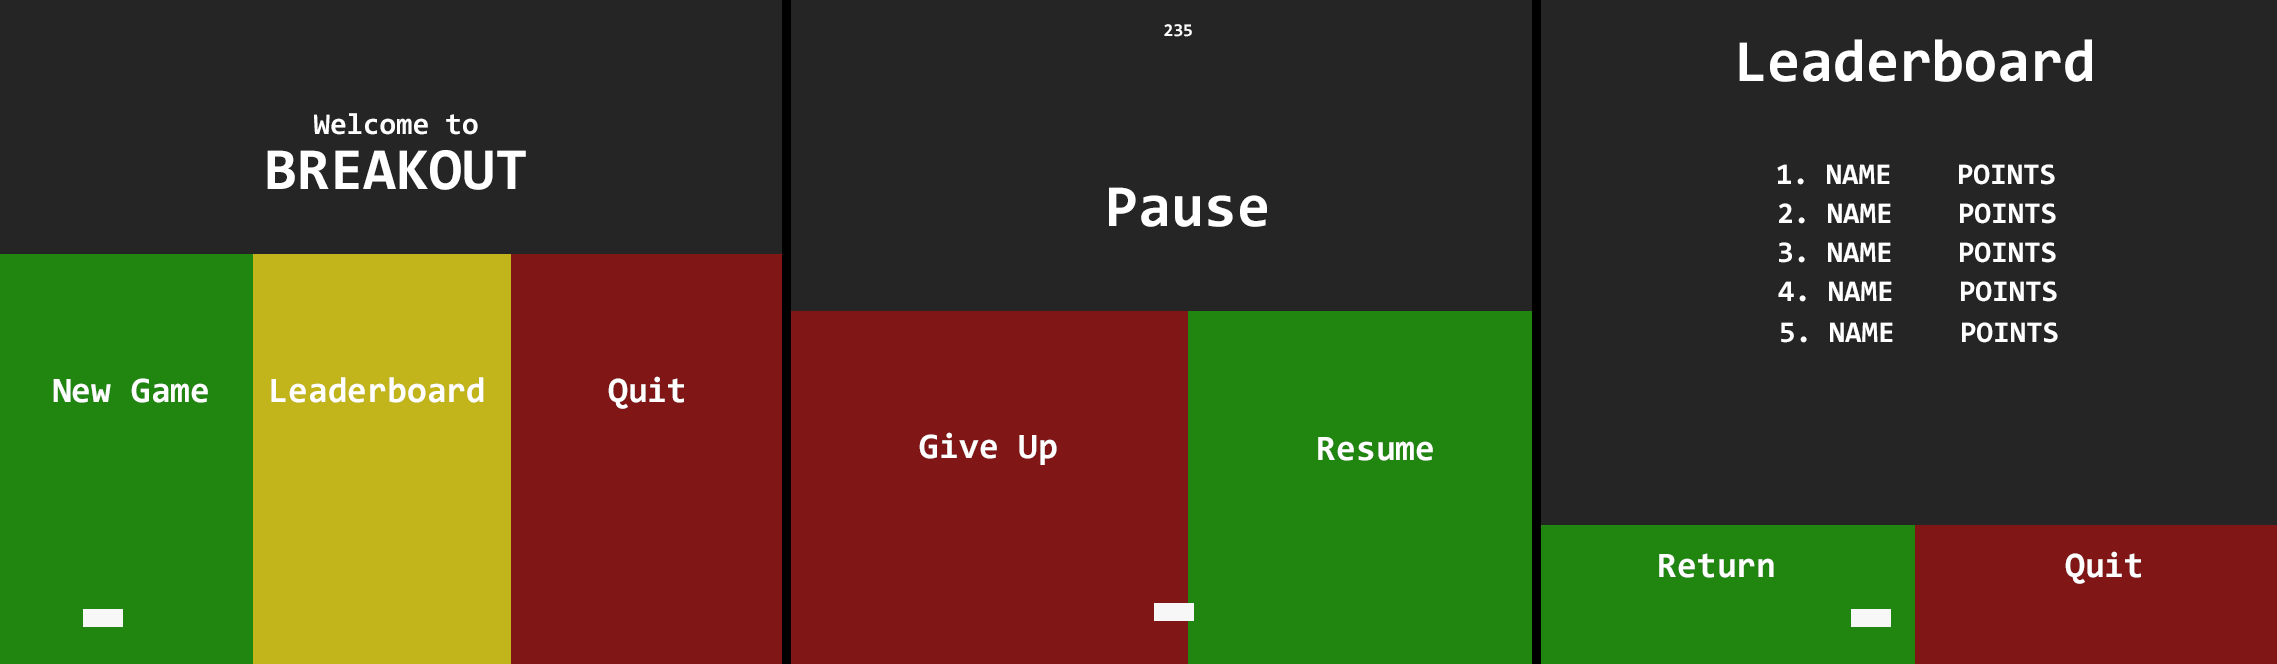 Welcome to
BREAKOUT
New Game
Leaderboard
Quit
235
Pause
Give Up
Resume
Leaderboard
1. NAME POINTS
2. NAME POINTS
3. NAME POINTS
4. NAME POINTS
5. NAME POINTS
Return
Quit